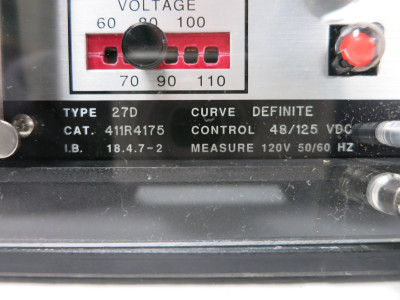 VOLTAGE
60 80 100
70 90 110
TYPE 27D CURVE DEFINITE
CAT. 411R4175 CONTROL 48/125 VDC
I.B. 18.4.7-2 MEASURE 120V 50/60 HZ